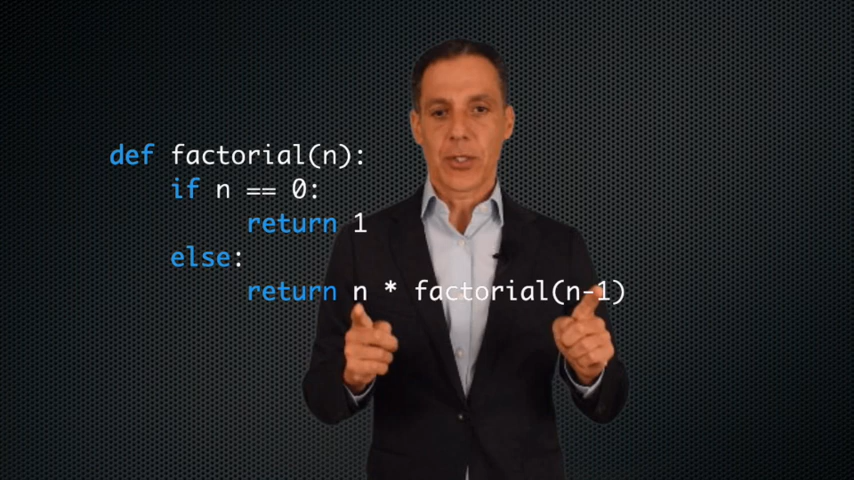 def factorial(n):
    if n == 0:
        return 1
    else:
        return n * factorial(n-1)